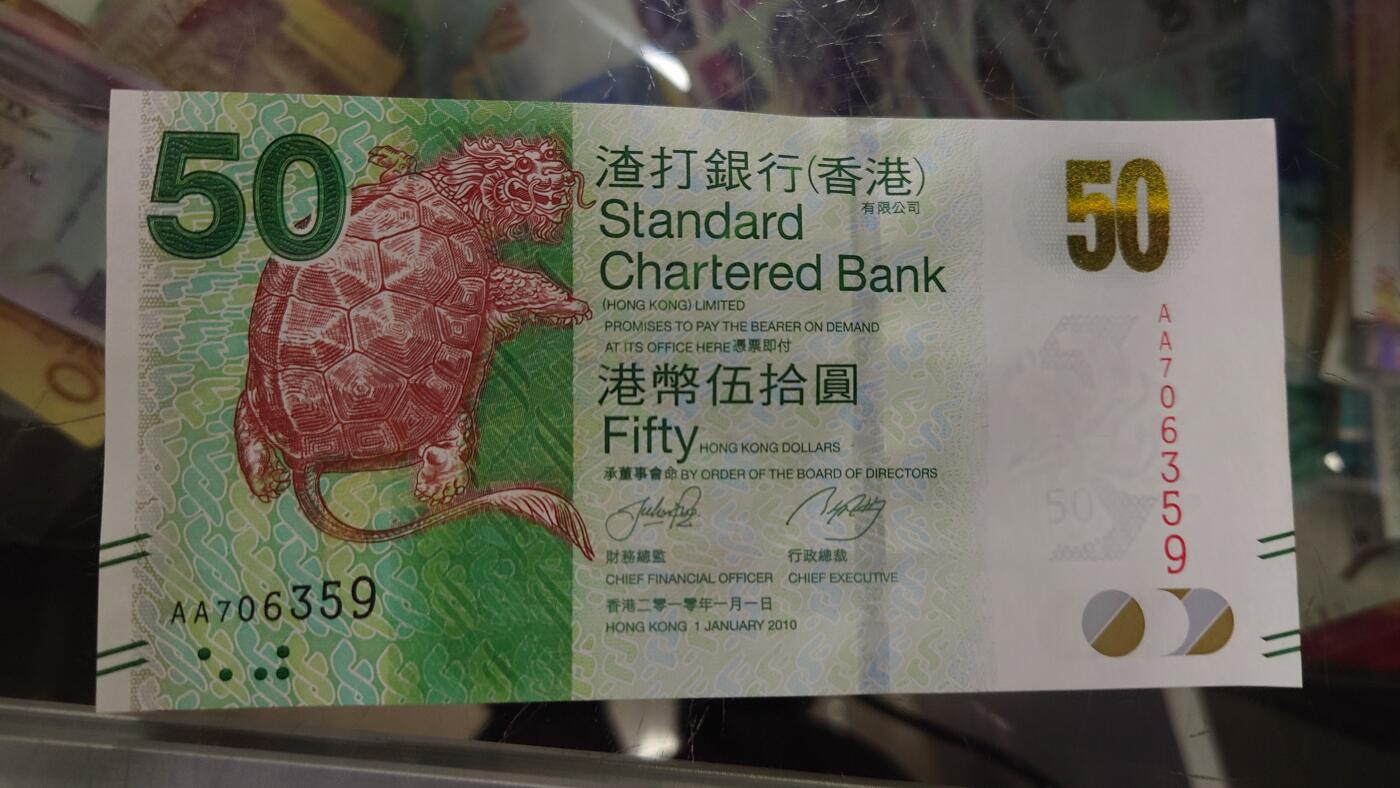 50
渣打銀行(香港)
有限公司
Standard
Chartered Bank
(HONG KONG) LIMITED
PROMISES TO PAY THE BEARER ON DEMAND
AT ITS OFFICE HERE 憑票即付
港幣伍拾圓
Fifty HONG KONG DOLLARS
承董事會命 BY ORDER OF THE BOARD OF DIRECTORS
財務總監 行政總裁
CHIEF FINANCIAL OFFICER CHIEF EXECUTIVE
香港二零一零年一月一日
HONG KONG 1 JANUARY 2010
AA706359
50
AA706359
50